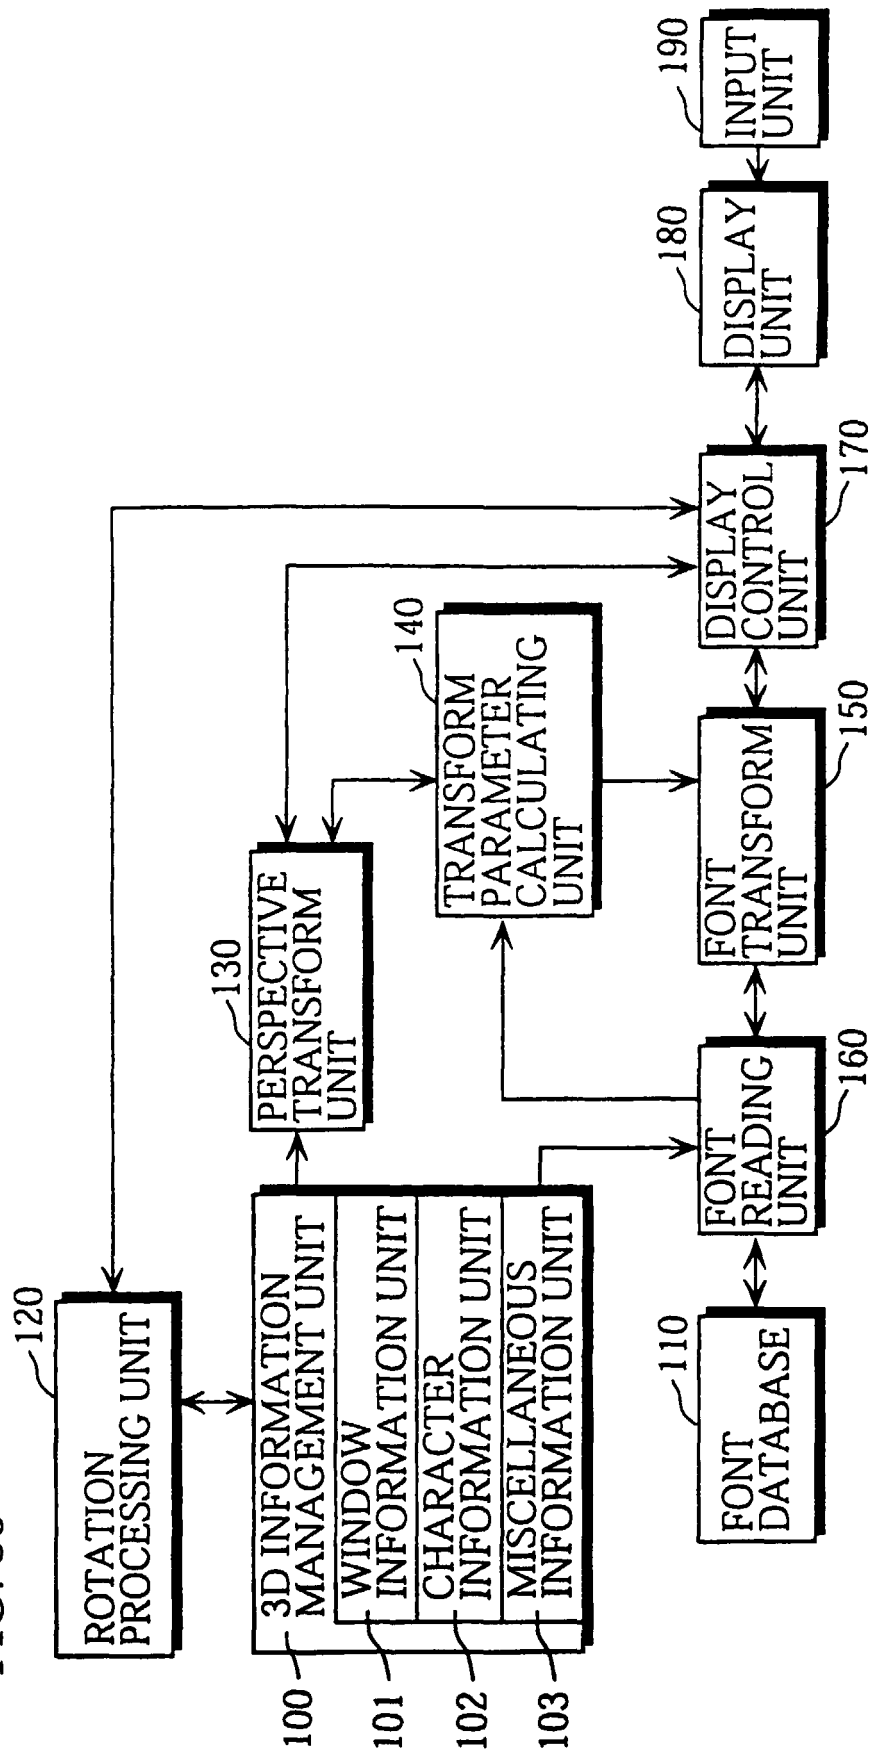 120
ROTATION
PROCESSING UNIT
100
3D INFORMATION
MANAGEMENT UNIT
101
WINDOW
INFORMATION UNIT
102
CHARACTER
INFORMATION UNIT
103
MISCELLANEOUS
INFORMATION UNIT
130
PERSPECTIVE
TRANSFORM
UNIT
140
TRANSFORM
PARAMETER
CALCULATING
UNIT
110
FONT
DATABASE
FONT
READING
UNIT
160
FONT
TRANSFORM
UNIT
150
DISPLAY
CONTROL
UNIT
170
180
DISPLAY
UNIT
190
INPUT
UNIT